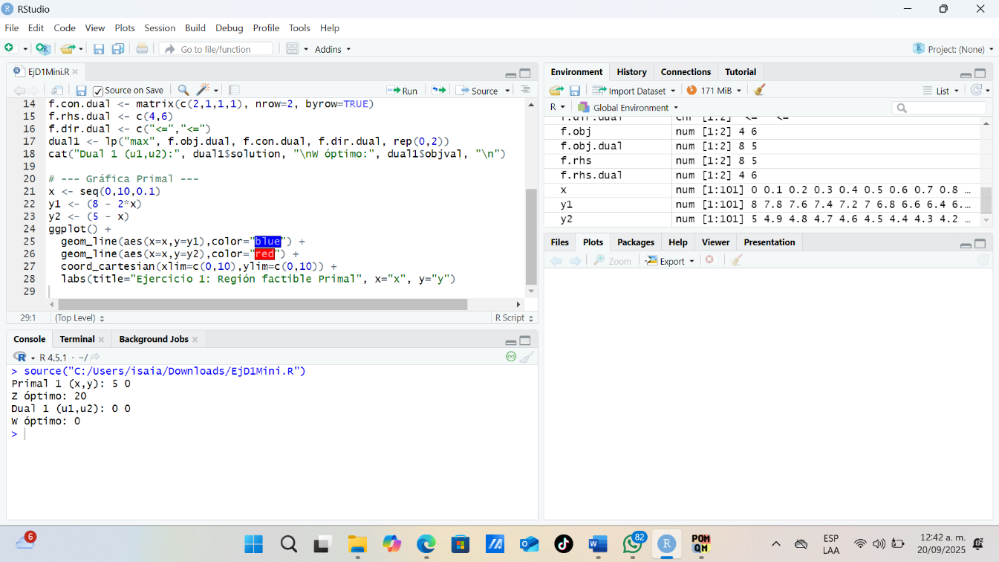 RStudio
File Edit Code View Plots Session Build Debug Profile Tools Help
Go to file/function Addins Project: (None)
EjD1Mini.R
Source on Save Run Source
14 f.con.dual <- matrix(c(2,1,1,1), nrow=2, byrow=TRUE)
15 f.rhs.dual <- c(4,6)
16 f.dir.dual <- c("<=","<=")
17 dual1 <- lp("max", f.obj.dual, f.con.dual, f.dir.dual, rep(0,2))
18 cat("Dual 1 (u1,u2):", dual1$solution, "\nW óptimo:", dual1$objval, "\n")
19
20 # --- Gráfica Primal ---
21 x <- seq(0,10,0.1)
22 y1 <- (8 - 2*x)
23 y2 <- (5 - x)
24 ggplot() +
25 geom_line(aes(x=x,y=y1),color="blue") +
26 geom_line(aes(x=x,y=y2),color="red") +
27 coord_cartesian(xlim=c(0,10),ylim=c(0,10)) +
28 labs(title="Ejercicio 1: Región factible Primal", x="x", y="y")
29
29:1 (Top Level) R Script
Console Terminal Background Jobs
R 4.5.1 · ~/
> source("C:/Users/isaia/Downloads/EjD1Mini.R")
Primal 1 (x,y): 5 0
Z óptimo: 20
Dual 1 (u1,u2): 0 0
W óptimo: 0
>
Environment History Connections Tutorial
Import Dataset 171 MiB List
R Global Environment
f.dir.dual chr [1:2] "<=" "<="
f.obj num [1:2] 4 6
f.obj.dual num [1:2] 8 5
f.rhs num [1:2] 8 5
f.rhs.dual num [1:2] 4 6
x num [1:101] 0 0.1 0.2 0.3 0.4 0.5 0.6 0.7 0.8 ...
y1 num [1:101] 8 7.8 7.6 7.4 7.2 7 6.8 6.6 6.4 6....
y2 num [1:101] 5 4.9 4.8 4.7 4.6 4.5 4.4 4.3 4.2 ...
Files Plots Packages Help Viewer Presentation
Zoom Export
6
82
POM QM
ESP
LAA
12:42 a. m.
20/09/2025